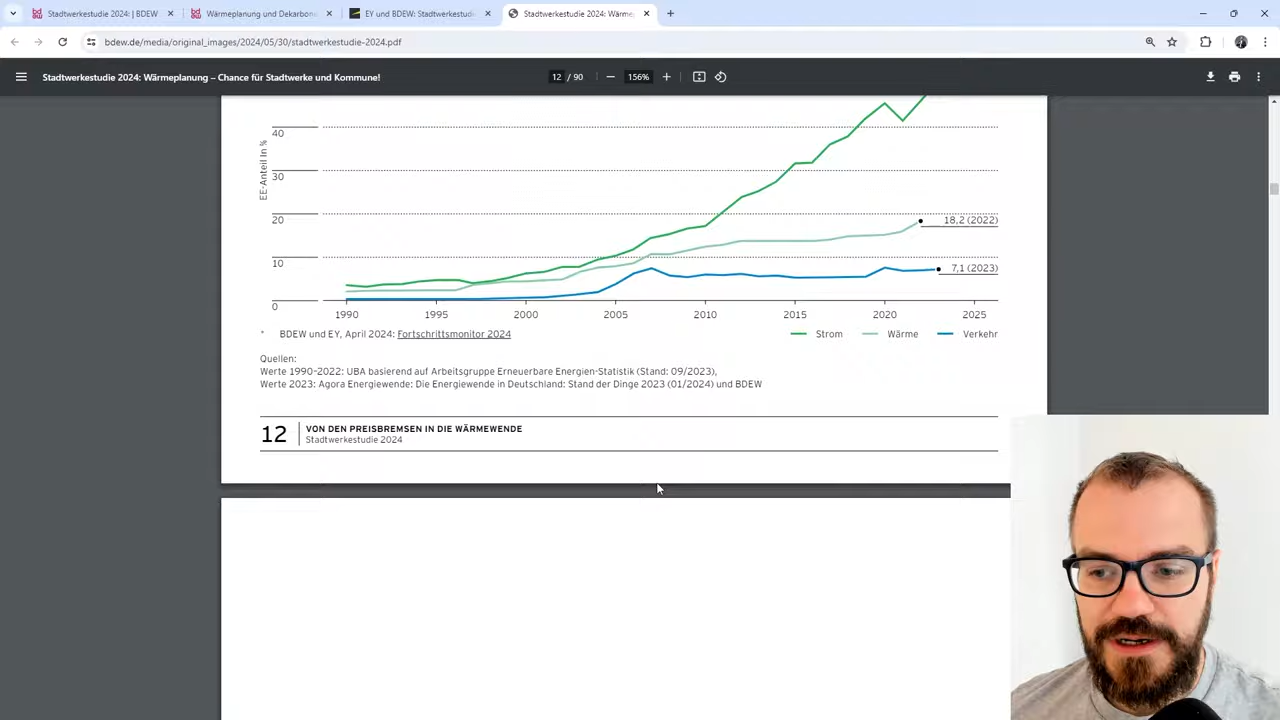 Stadtwerkestudie 2024 | BDEW
Wärmeplanung und Dekarbon
EY und BDEW: Stadtwerkestudi
Stadtwerkestudie 2024: Wärme
bdew.de/media/original_images/2024/05/30/stadtwerkestudie-2024.pdf
Stadtwerkestudie 2024: Wärmeplanung – Chance für Stadtwerke und Kommune!
12 / 90
156%
EE-Anteil in %
40
30
20
18,2 (2022)
10
7,1 (2023)
0
1990 1995 2000 2005 2010 2015 2020 2025
* BDEW und EY, April 2024: Fortschrittsmonitor 2024
Strom Wärme Verkehr
Quellen:
Werte 1990-2022: UBA basierend auf Arbeitsgruppe Erneuerbare Energien-Statistik (Stand: 09/2023),
Werte 2023: Agora Energiewende: Die Energiewende in Deutschland: Stand der Dinge 2023 (01/2024) und BDEW
12
VON DEN PREISBREMSEN IN DIE WÄRMEWENDE
Stadtwerkestudie 2024